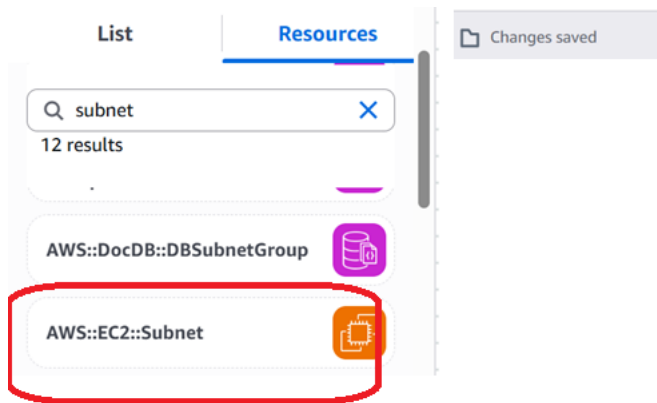 List
Resources
Changes saved
subnet
12 results
AWS::DocDB::DBSubnetGroup
AWS::EC2::Subnet